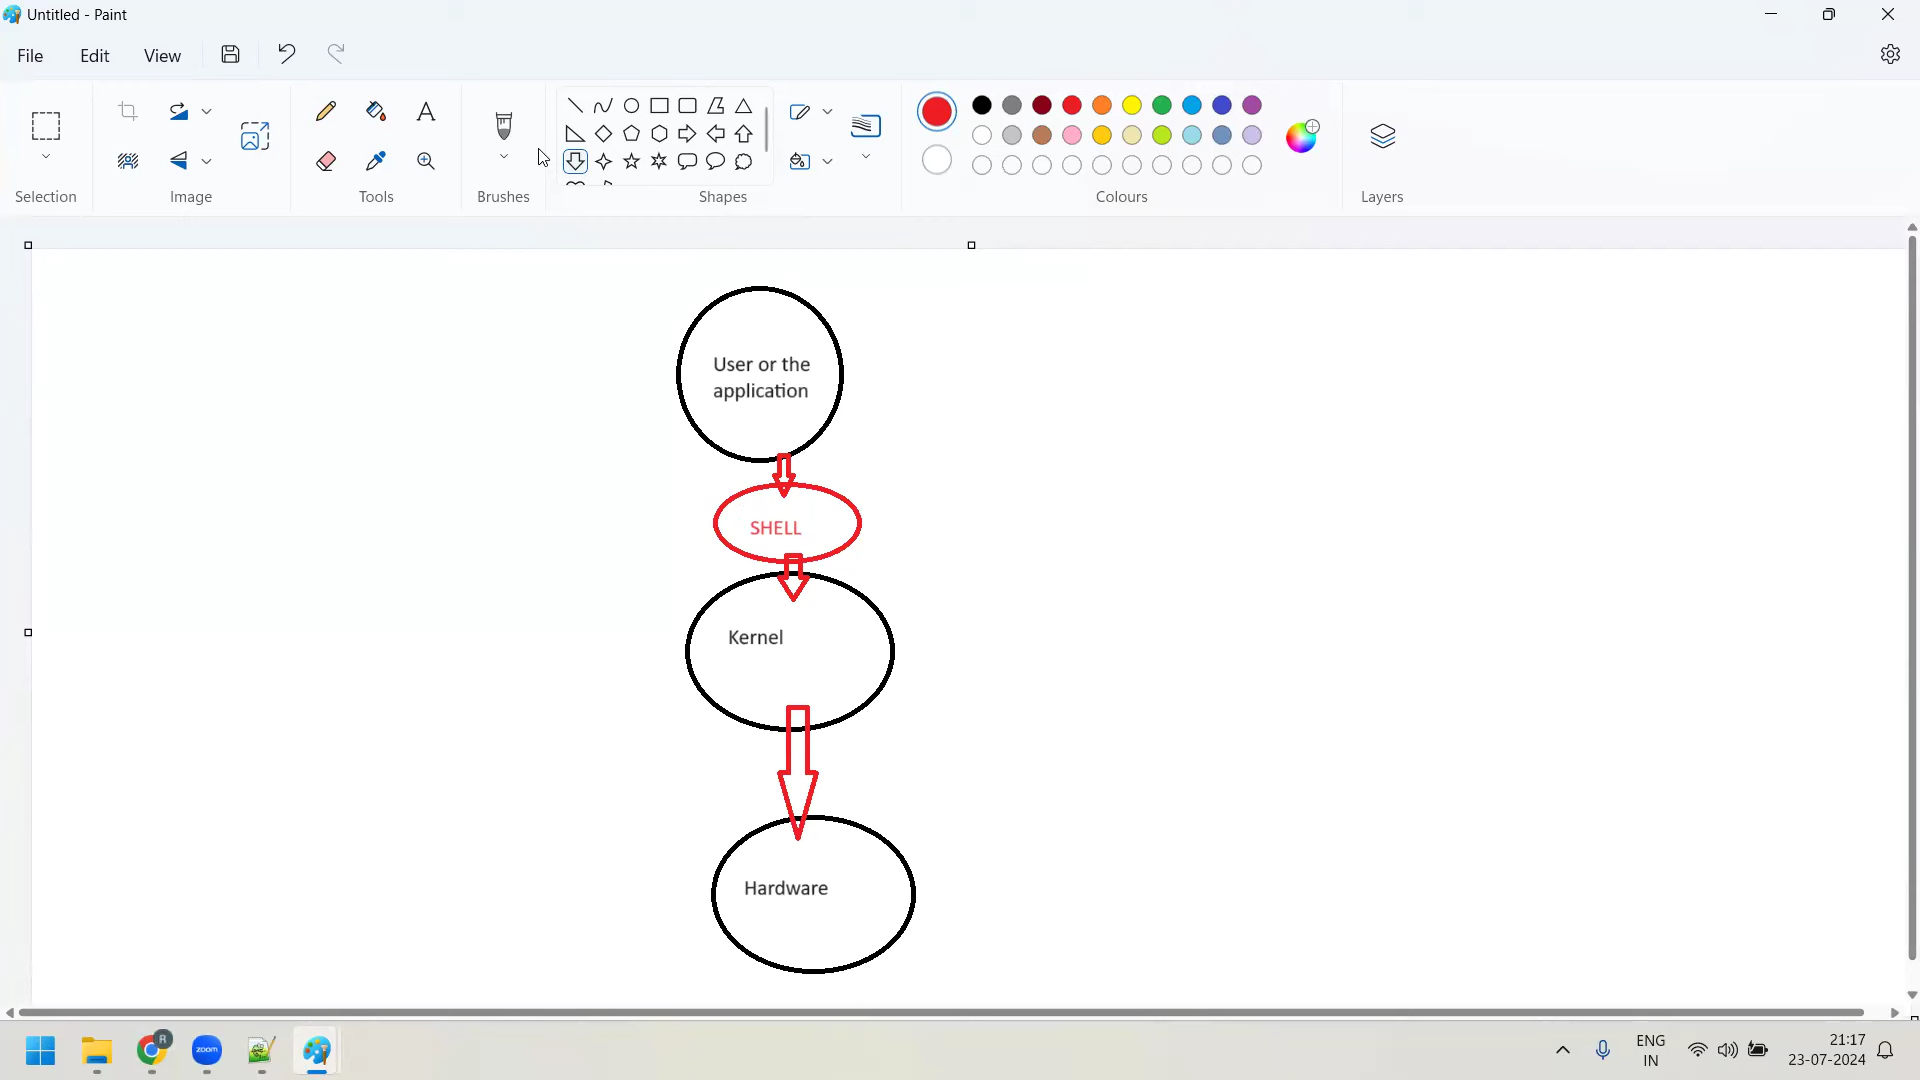 Untitled - Paint
File Edit View
Selection Image Tools Brushes Shapes Colours Layers
User or the
application
SHELL
Kernel
Hardware
R
zoom
ENG
IN
21:17
23-07-2024